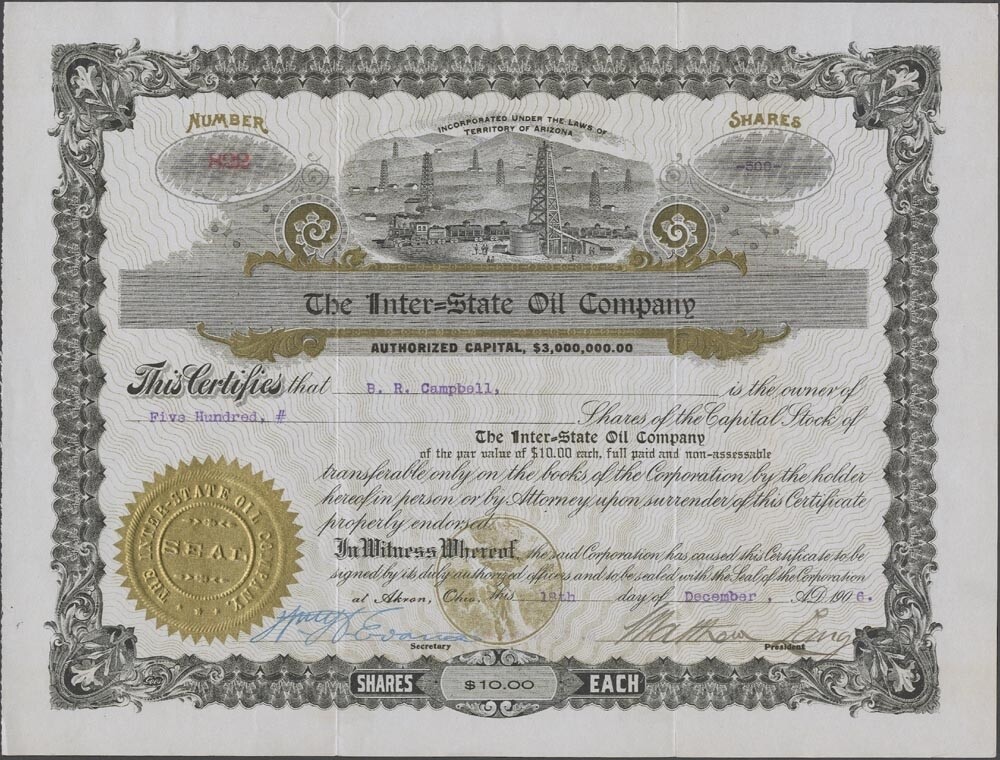 INCORPORATED UNDER THE LAWS OF
TERRITORY OF ARIZONA
NUMBER
SHARES
-500-
The Inter-State Oil Company
AUTHORIZED CAPITAL, $3,000,000.00
This Certifies that B. R. Campbell, is the owner of
Five Hundred, # Shares of the Capital Stock of
The Inter-State Oil Company
of the par value of $10.00 each, full paid and non-assessable
transferable only on the books of the Corporation by the holder
hereof in person or by Attorney upon surrender of this Certificate
properly endorsed.
In Witness Whereof, the said Corporation has caused this Certificate to be
signed by its duly authorized officers and to be sealed with the Seal of the Corporation
at Akron, Ohio, this 18th day of December, A.D. 1906.
THE INTER-STATE OIL COMPANY
SEAL
Evans
Matthew Lang
Secretary
President
SHARES $10.00 EACH